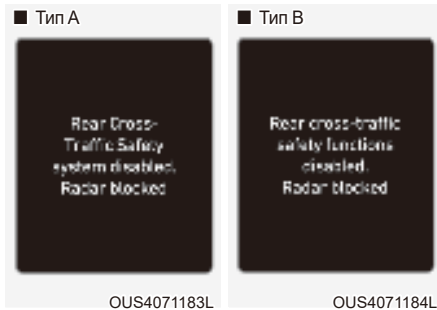 ■ Тип A
Rear Cross-
Traffic Safety
system disabled.
Radar blocked
OUS4071183L
■ Тип B
Rear cross-traffic
safety functions
disabled.
Radar blocked
OUS4071184L